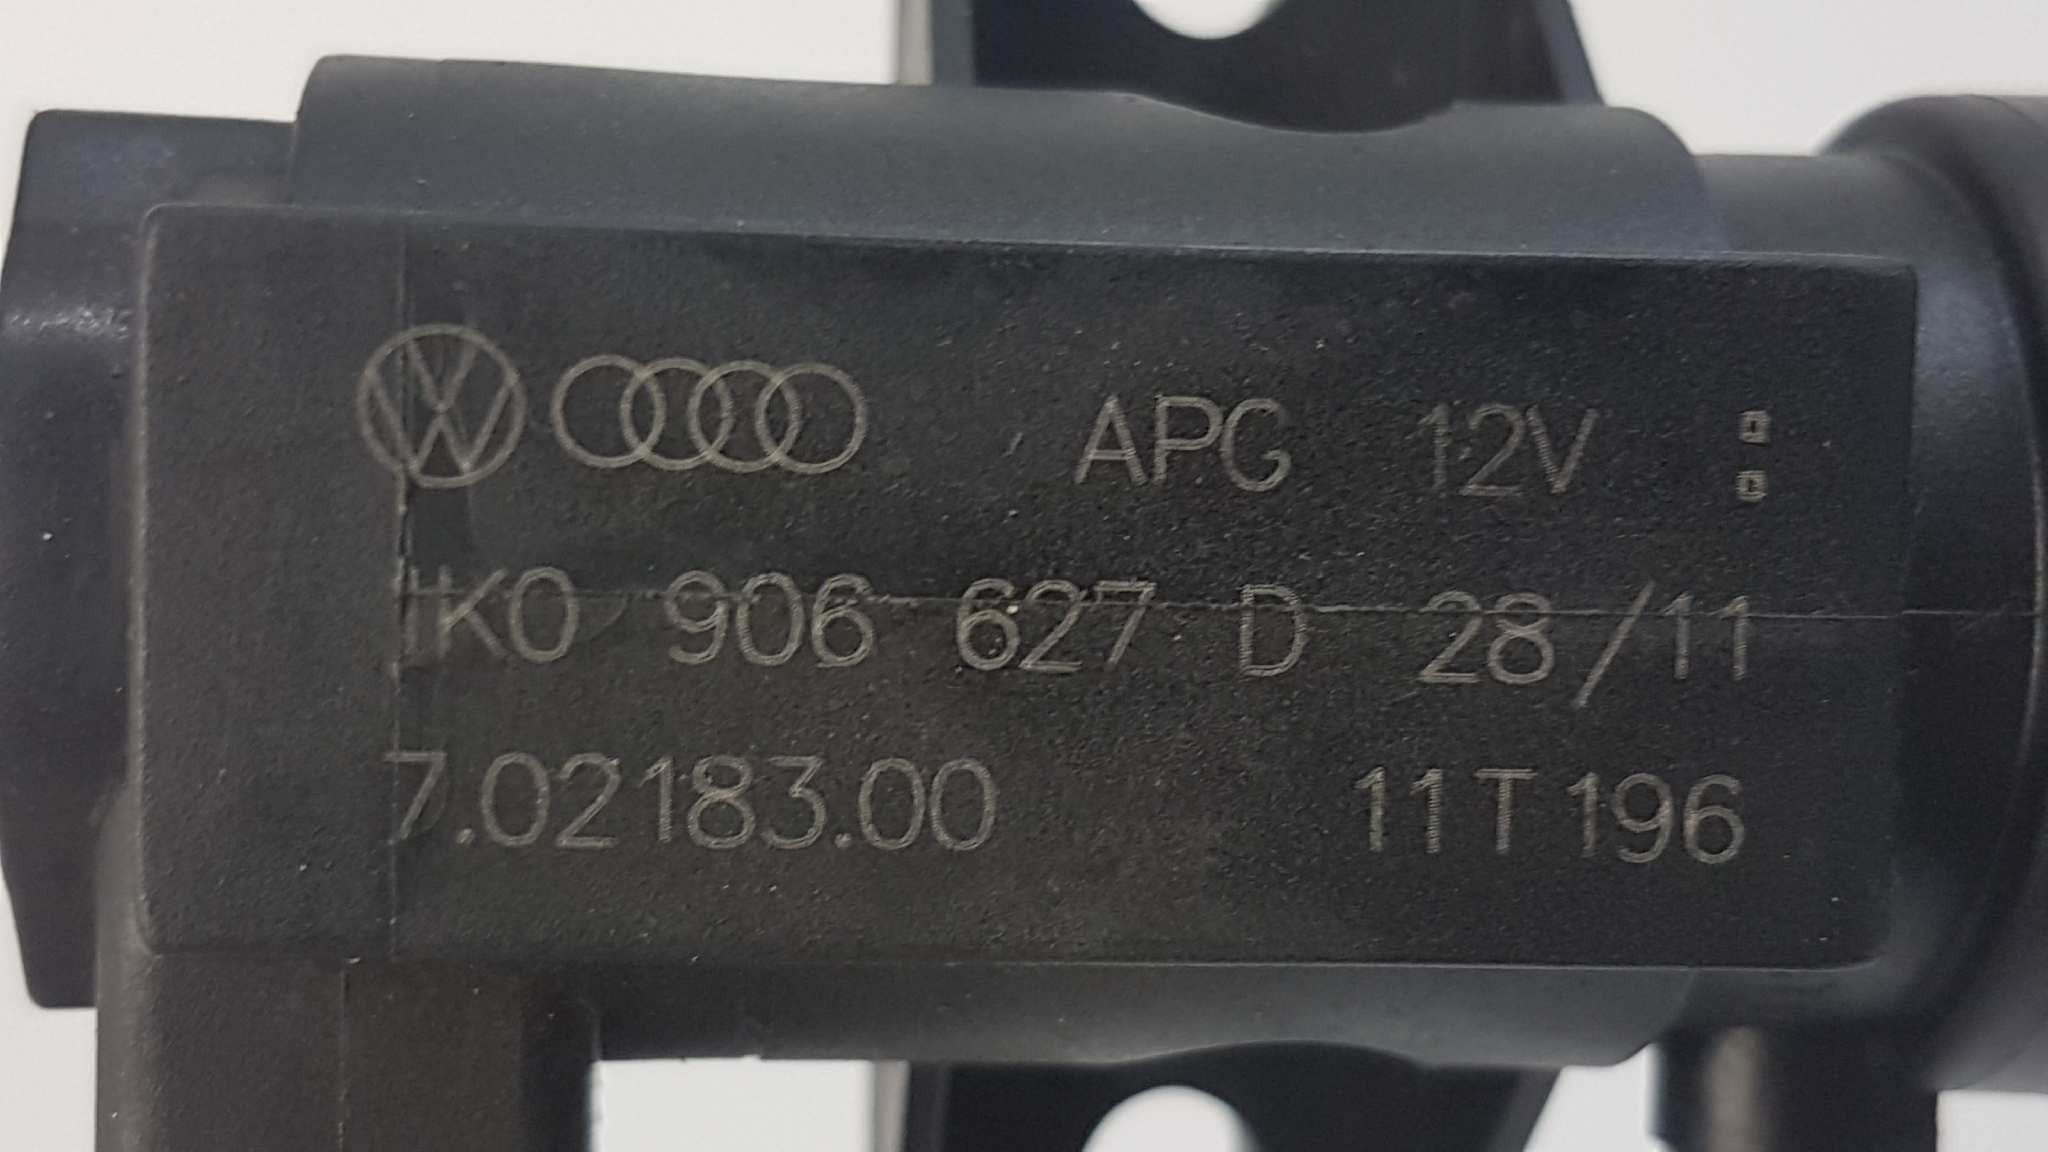 APG 12V
1K0 906 627 D 28/11
7.02183.00 11T196